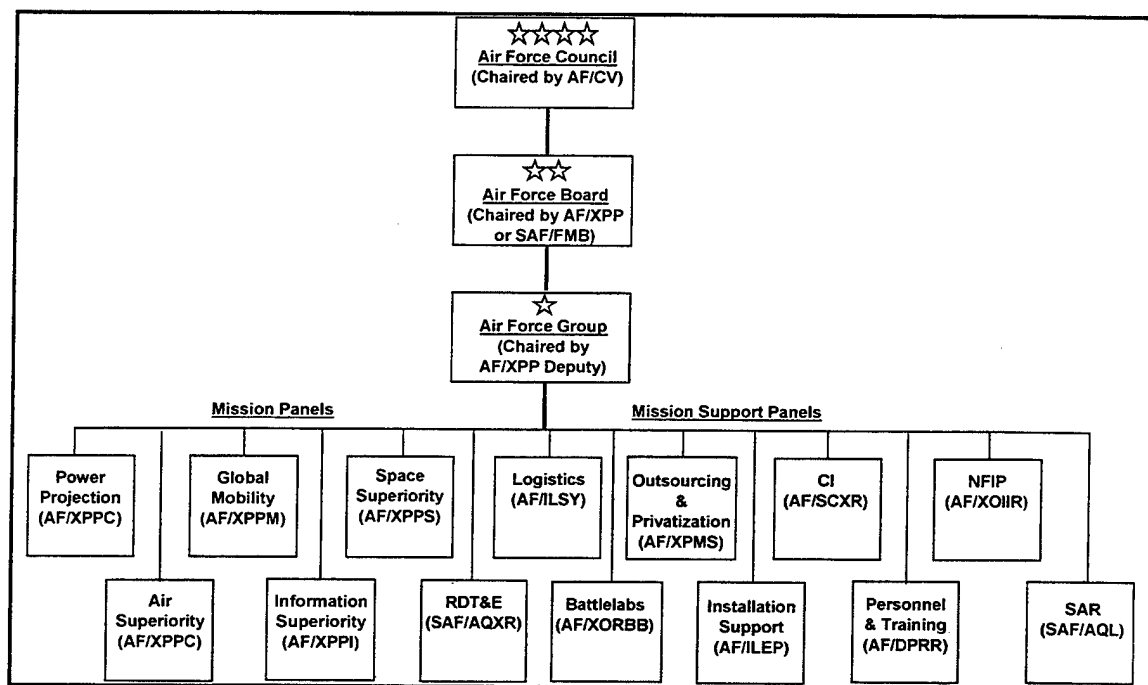 Air Force Council
(Chaired by AF/CV)
Air Force Board
(Chaired by AF/XPP
or SAF/FMB)
Air Force Group
(Chaired by
AF/XPP Deputy)
Mission Panels
Mission Support Panels
Power
Projection
(AF/XPPC)
Global
Mobility
(AF/XPPM)
Space
Superiority
(AF/XPPS)
Logistics
(AF/ILSY)
Outsourcing
&
Privatization
(AF/XPMS)
CI
(AF/SCXR)
NFIP
(AF/XOIIR)
Air
Superiority
(AF/XPPC)
Information
Superiority
(AF/XPPI)
RDT&E
(SAF/AQXR)
Battlelabs
(AF/XORBB)
Installation
Support
(AF/ILEP)
Personnel
& Training
(AF/DPRR)
SAR
(SAF/AQL)